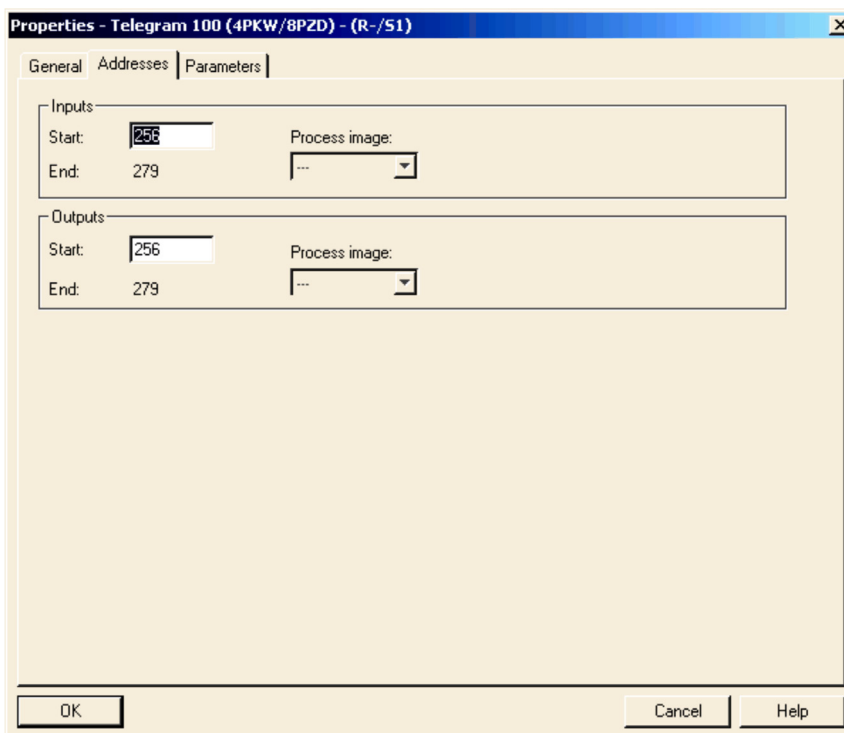 Properties - Telegram 100 (4PKW/8PZD) - (R-/S1)
General Addresses Parameters
Inputs
Start: 256 Process image:
End: 279 ---
Outputs
Start: 256 Process image:
End: 279 ---
OK Cancel Help